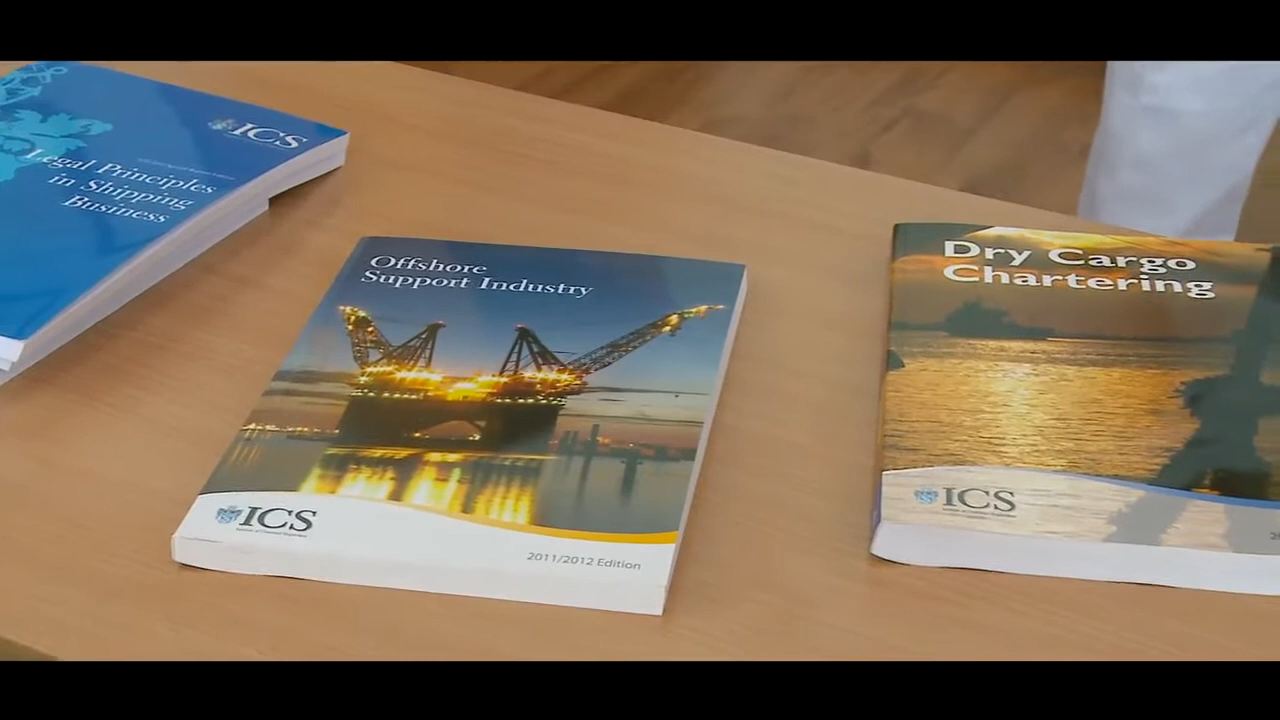 ICS
Legal Principles
in Shipping
Business
Offshore
Support Industry
ICS
2011/2012 Edition
Dry Cargo
Chartering
ICS